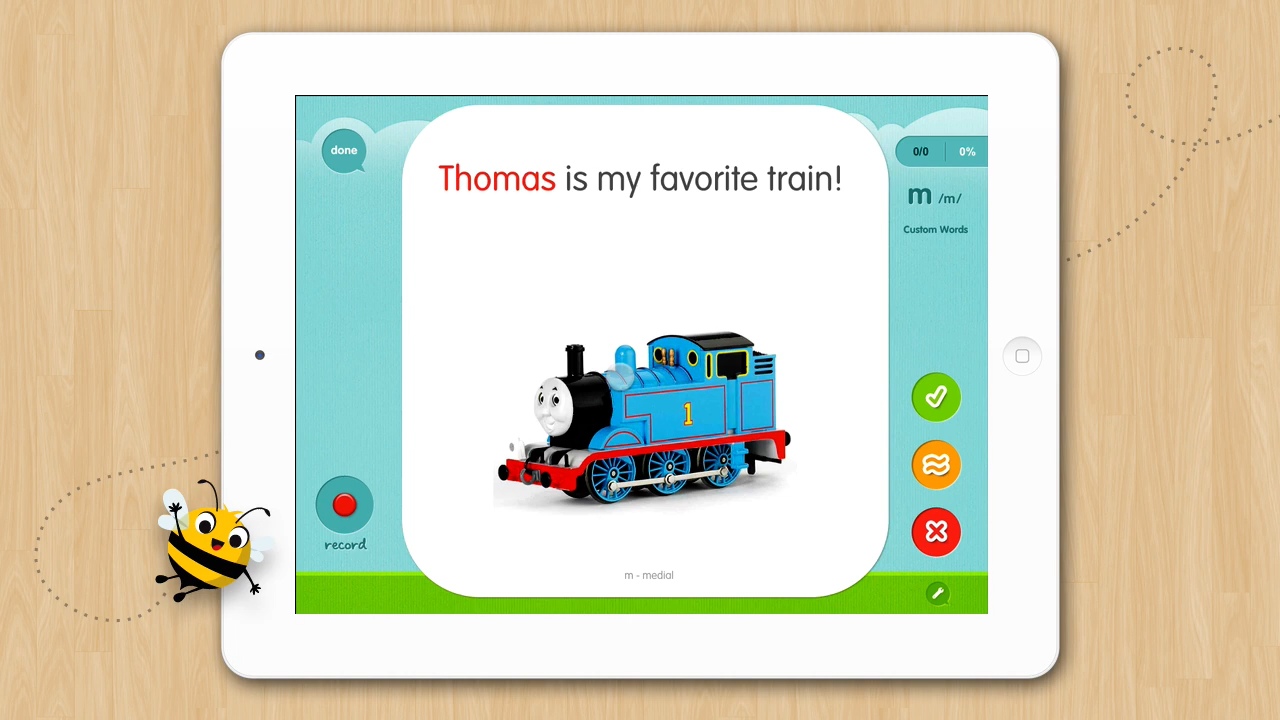 done
Thomas is my favorite train!
0/0 0%
m /m/
Custom Words
1
record
m - medial